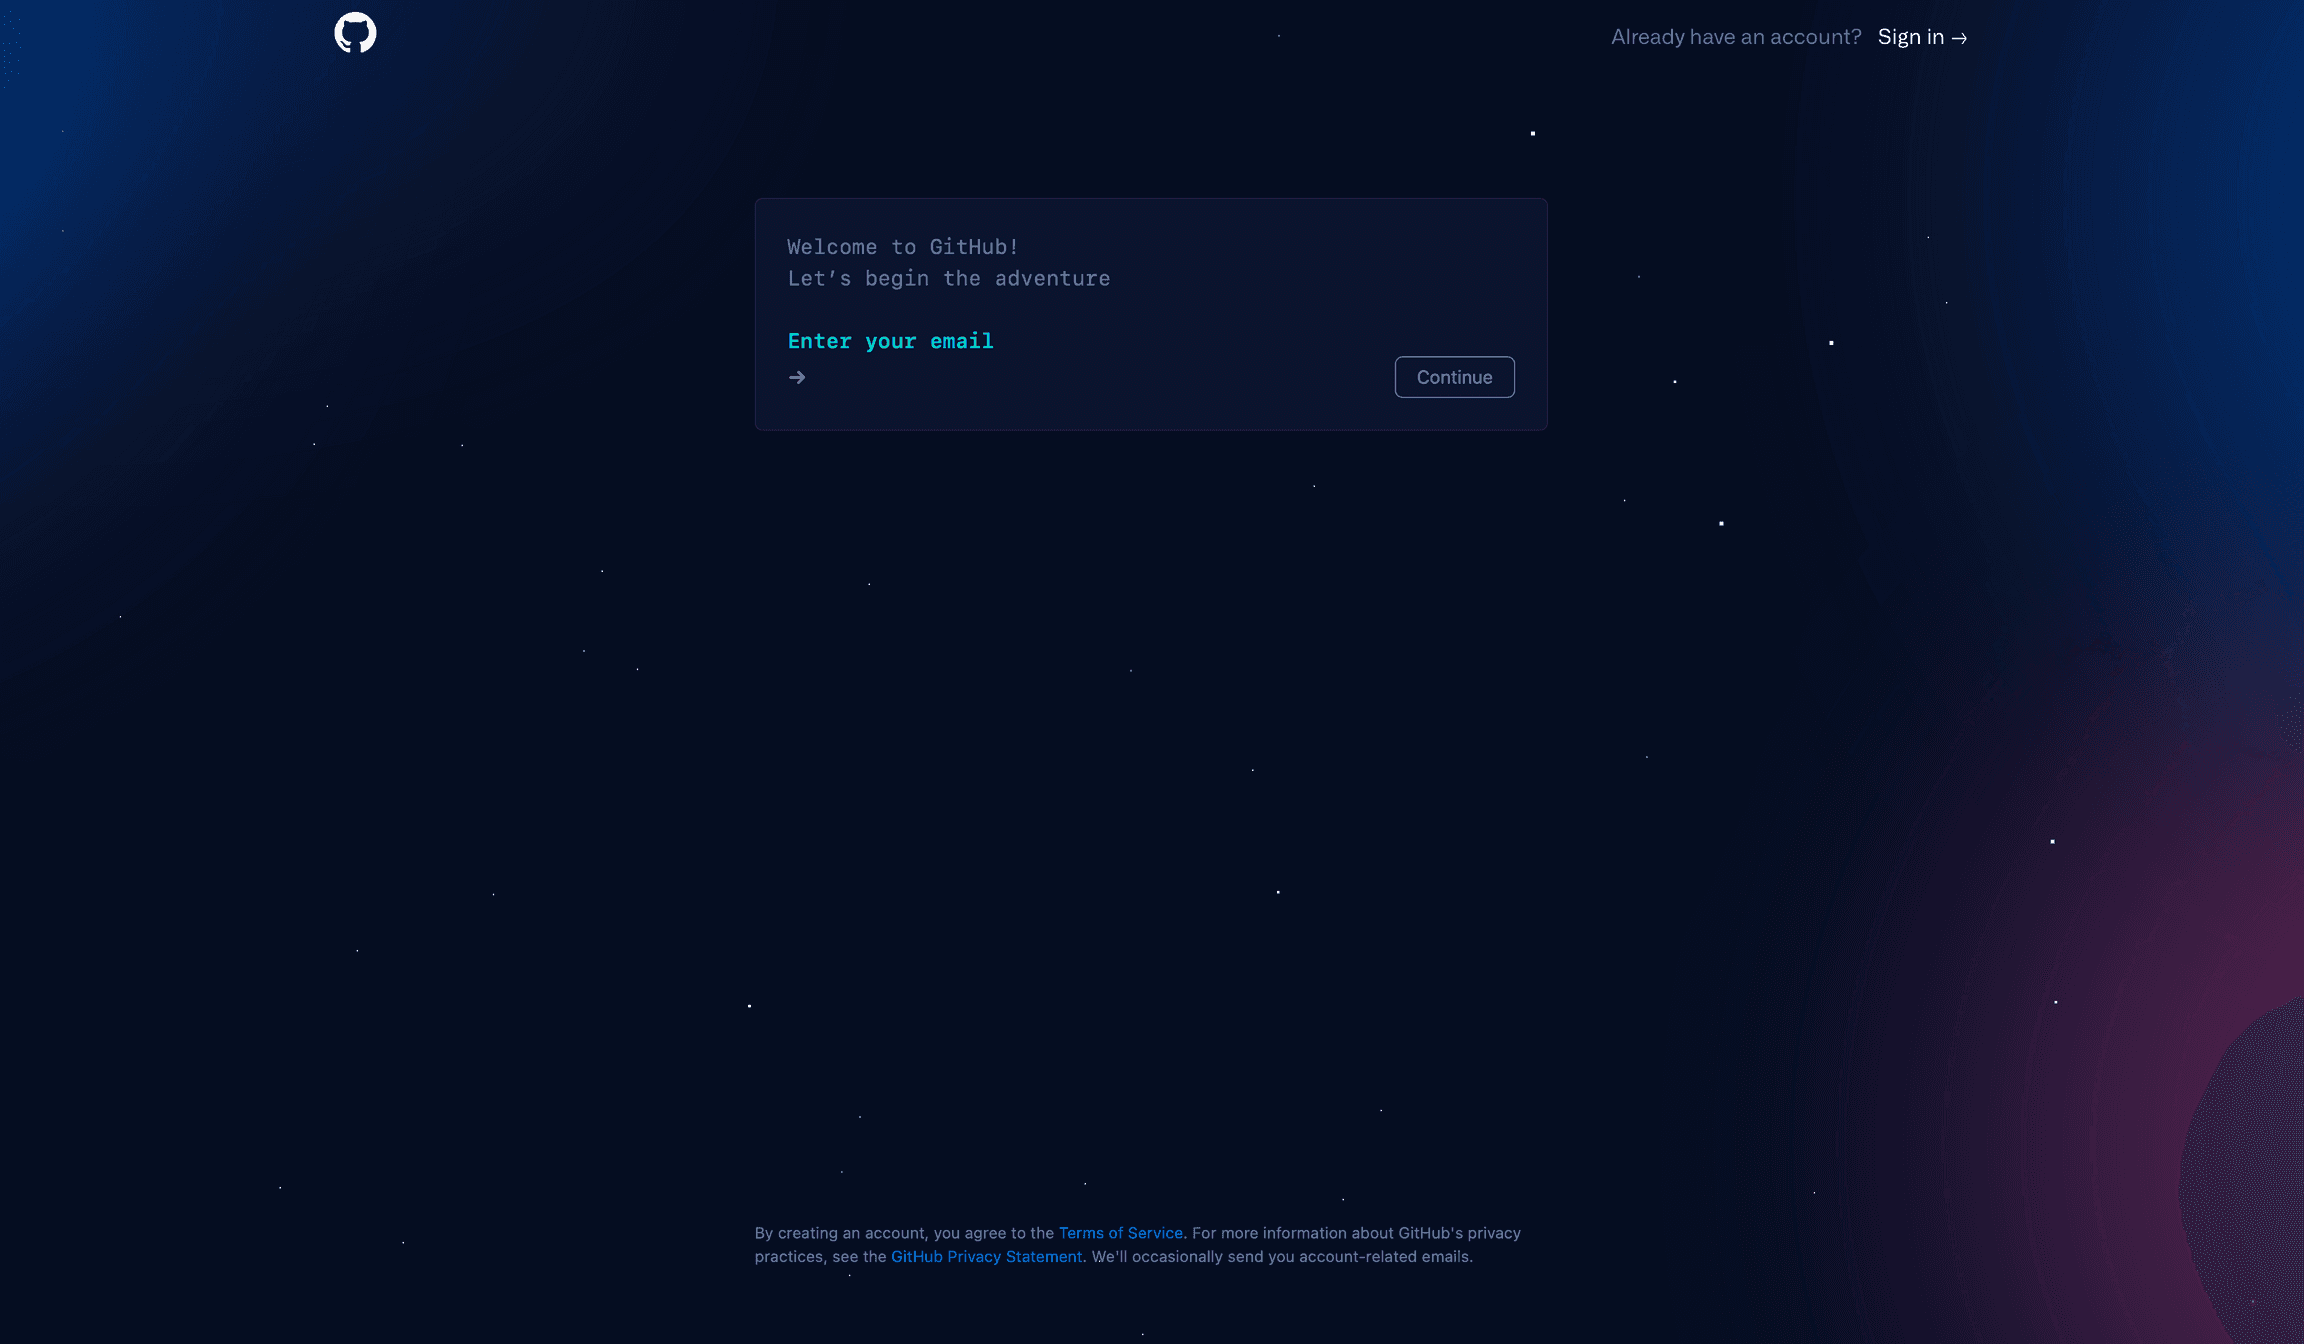 Already have an account? Sign in →
Welcome to GitHub!
Let’s begin the adventure
Enter your email
→
Continue
By creating an account, you agree to the Terms of Service. For more information about GitHub's privacy
practices, see the GitHub Privacy Statement. We'll occasionally send you account-related emails.